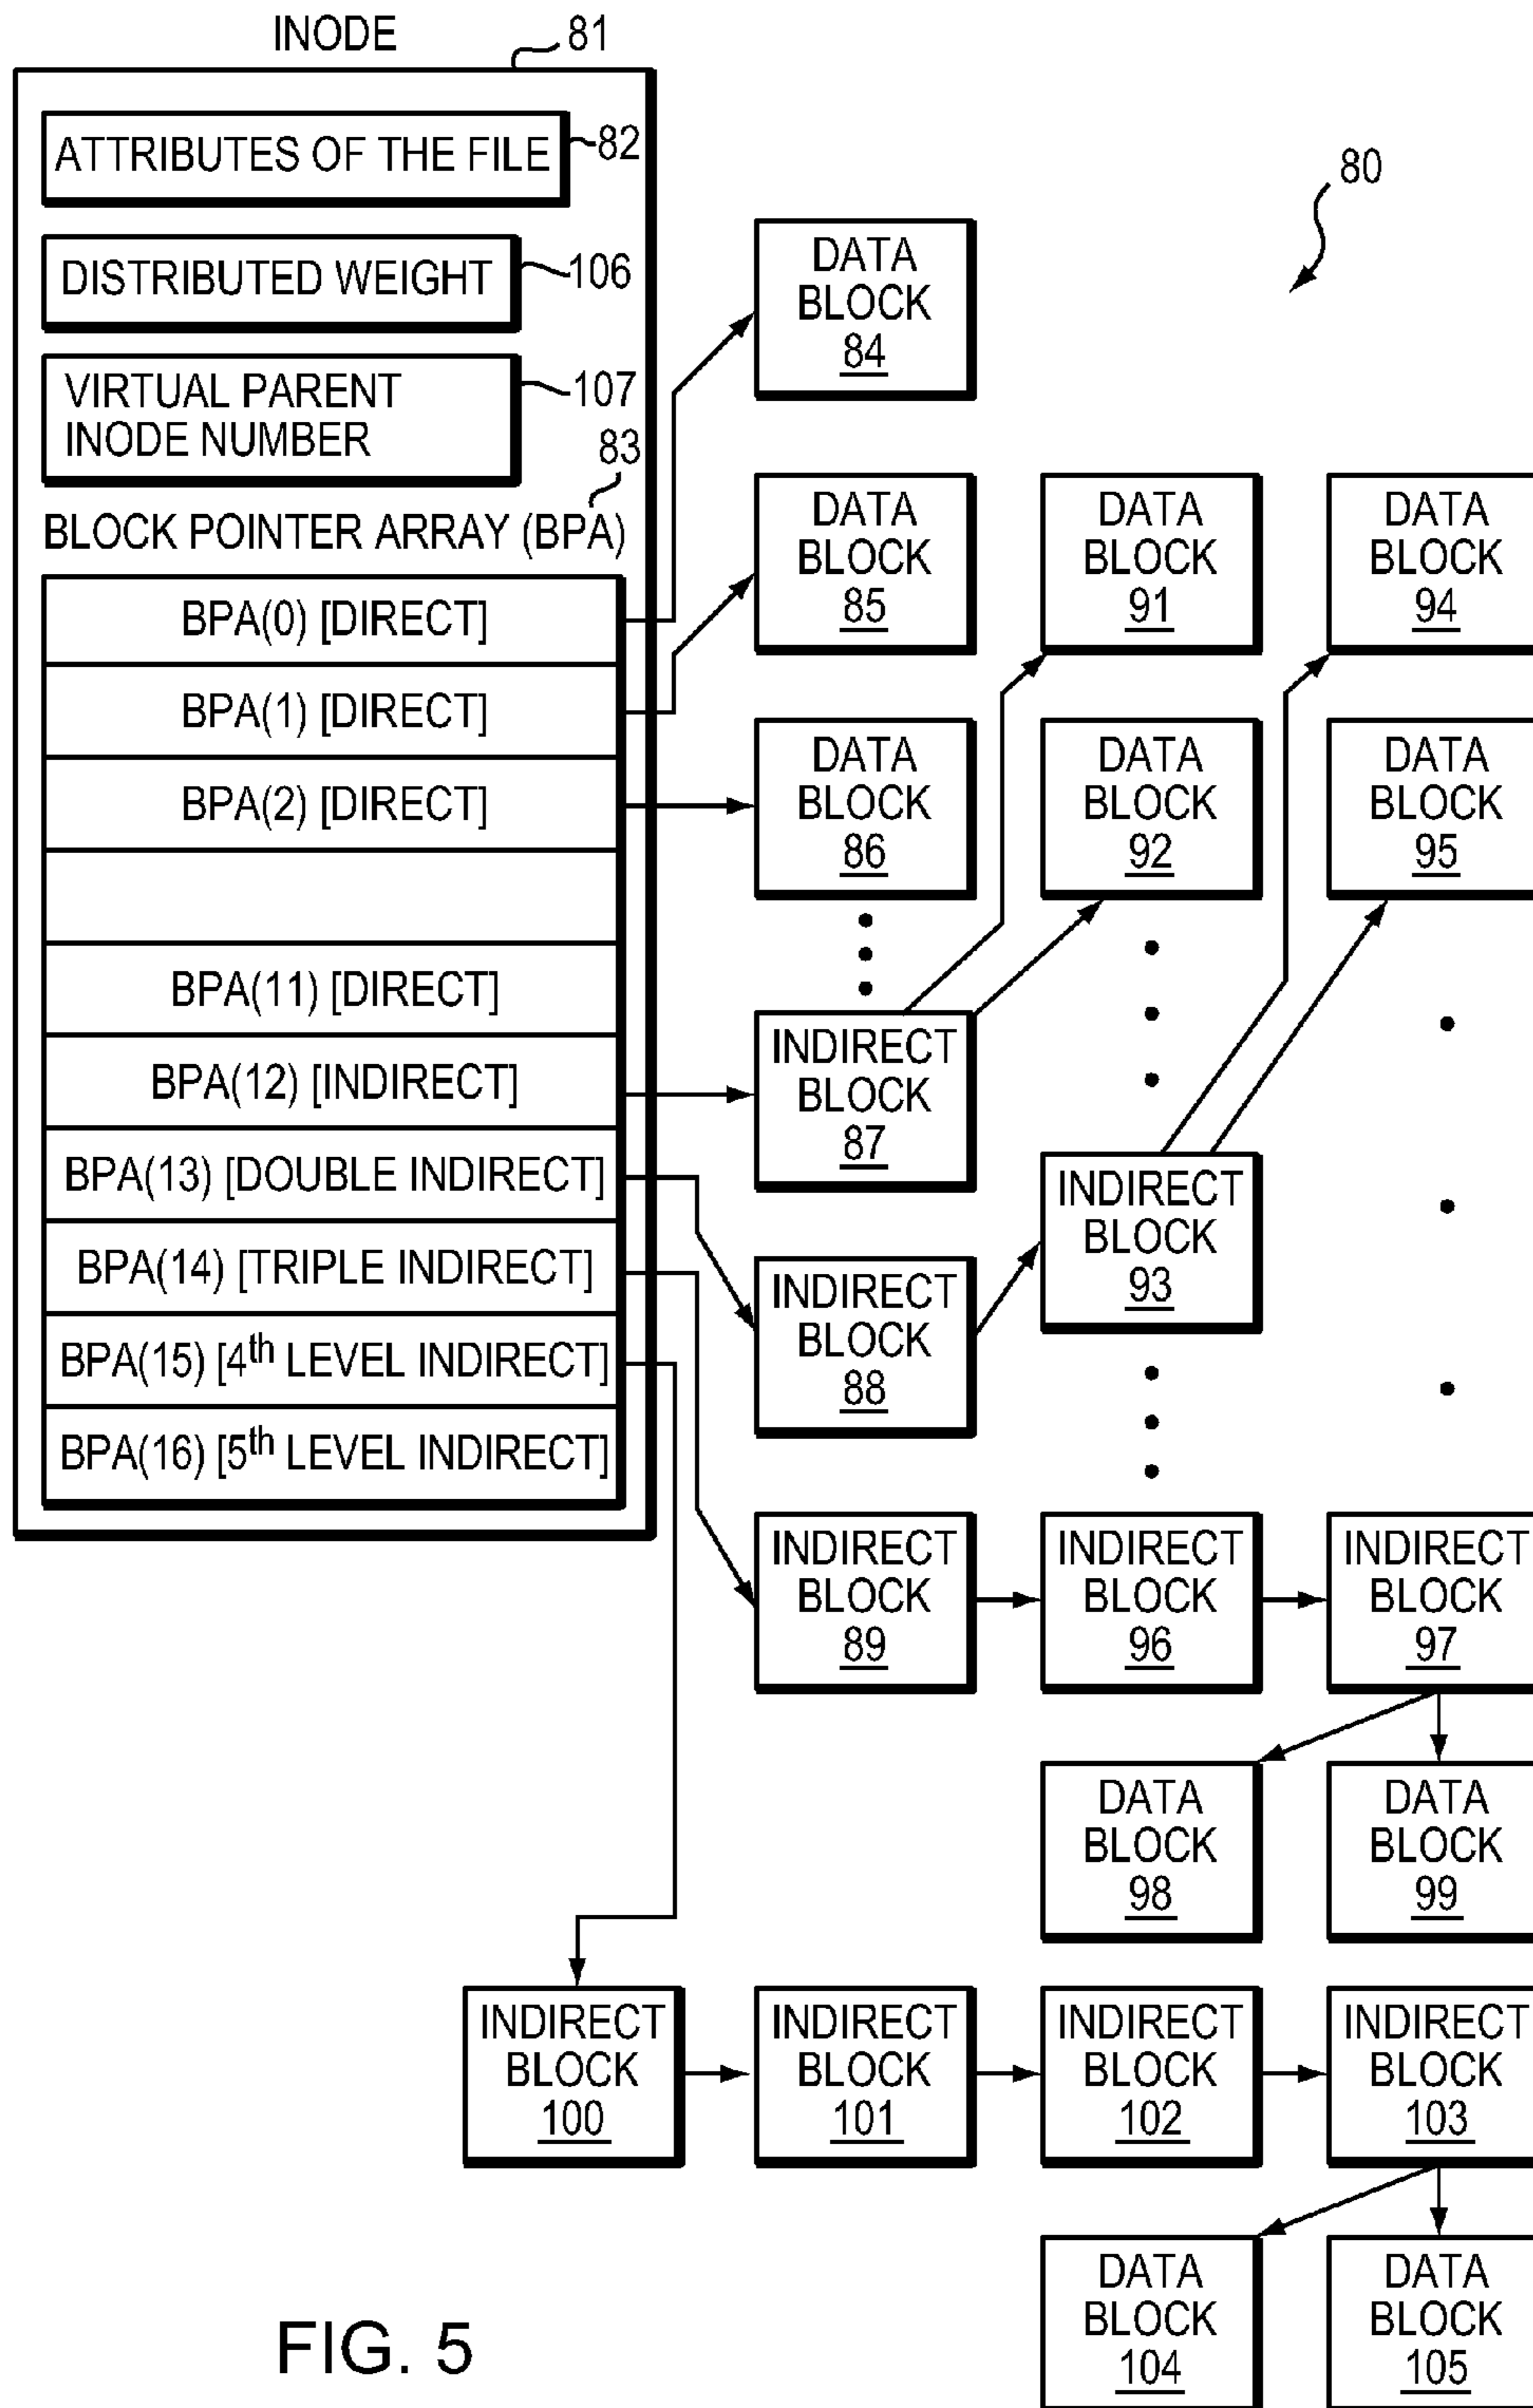 INODE
81
ATTRIBUTES OF THE FILE
82
DISTRIBUTED WEIGHT
106
VIRTUAL PARENT
INODE NUMBER
107
83
BLOCK POINTER ARRAY (BPA)
BPA(0) [DIRECT]
BPA(1) [DIRECT]
BPA(2) [DIRECT]
BPA(11) [DIRECT]
BPA(12) [INDIRECT]
BPA(13) [DOUBLE INDIRECT]
BPA(14) [TRIPLE INDIRECT]
BPA(15) [4th LEVEL INDIRECT]
BPA(16) [5th LEVEL INDIRECT]
80
DATA
BLOCK
84
DATA
BLOCK
85
DATA
BLOCK
91
DATA
BLOCK
94
DATA
BLOCK
86
DATA
BLOCK
92
DATA
BLOCK
95
INDIRECT
BLOCK
87
INDIRECT
BLOCK
93
INDIRECT
BLOCK
88
INDIRECT
BLOCK
89
INDIRECT
BLOCK
96
INDIRECT
BLOCK
97
DATA
BLOCK
98
DATA
BLOCK
99
INDIRECT
BLOCK
100
INDIRECT
BLOCK
101
INDIRECT
BLOCK
102
INDIRECT
BLOCK
103
DATA
BLOCK
104
DATA
BLOCK
105
FIG. 5